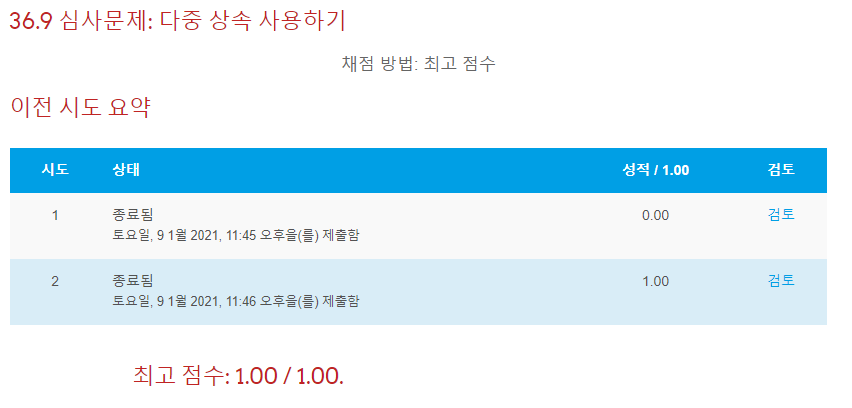 36.9 심사문제: 다중 상속 사용하기
채점 방법: 최고 점수
이전 시도 요약
시도 상태 성적 / 1.00 검토
1 종료됨 0.00 검토
토요일, 9 1월 2021, 11:45 오후을(를) 제출함
2 종료됨 1.00 검토
토요일, 9 1월 2021, 11:46 오후을(를) 제출함
최고 점수: 1.00 / 1.00.